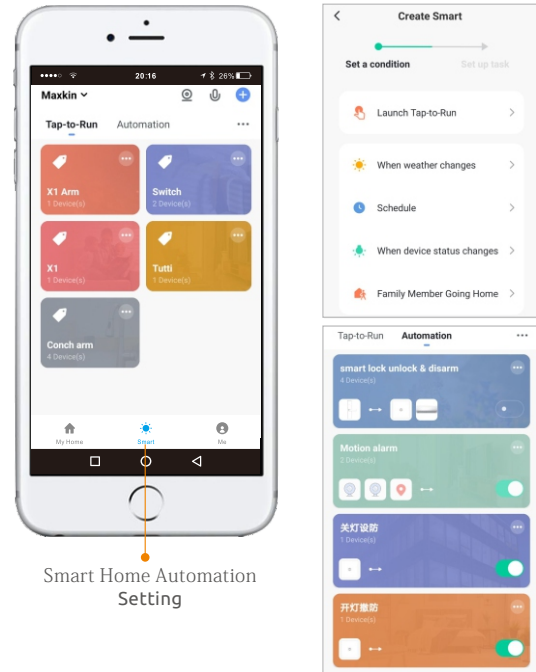 20:16
26%
Maxkin
Tap-to-Run Automation
X1 Arm
1 Device(s)
Switch
2 Device(s)
X1
1 Device(s)
Tutti
1 Device(s)
Conch arm
4 Device(s)
My Home Smart Me
Smart Home Automation
Setting
Create Smart
Set a condition Set up task
Launch Tap-to-Run
When weather changes
Schedule
When device status changes
Family Member Going Home
Tap-to-Run Automation
smart lock unlock & disarm
4 Device(s)
Motion alarm
2 Device(s)
关灯设防
1 Device(s)
开灯撤防
1 Device(s)